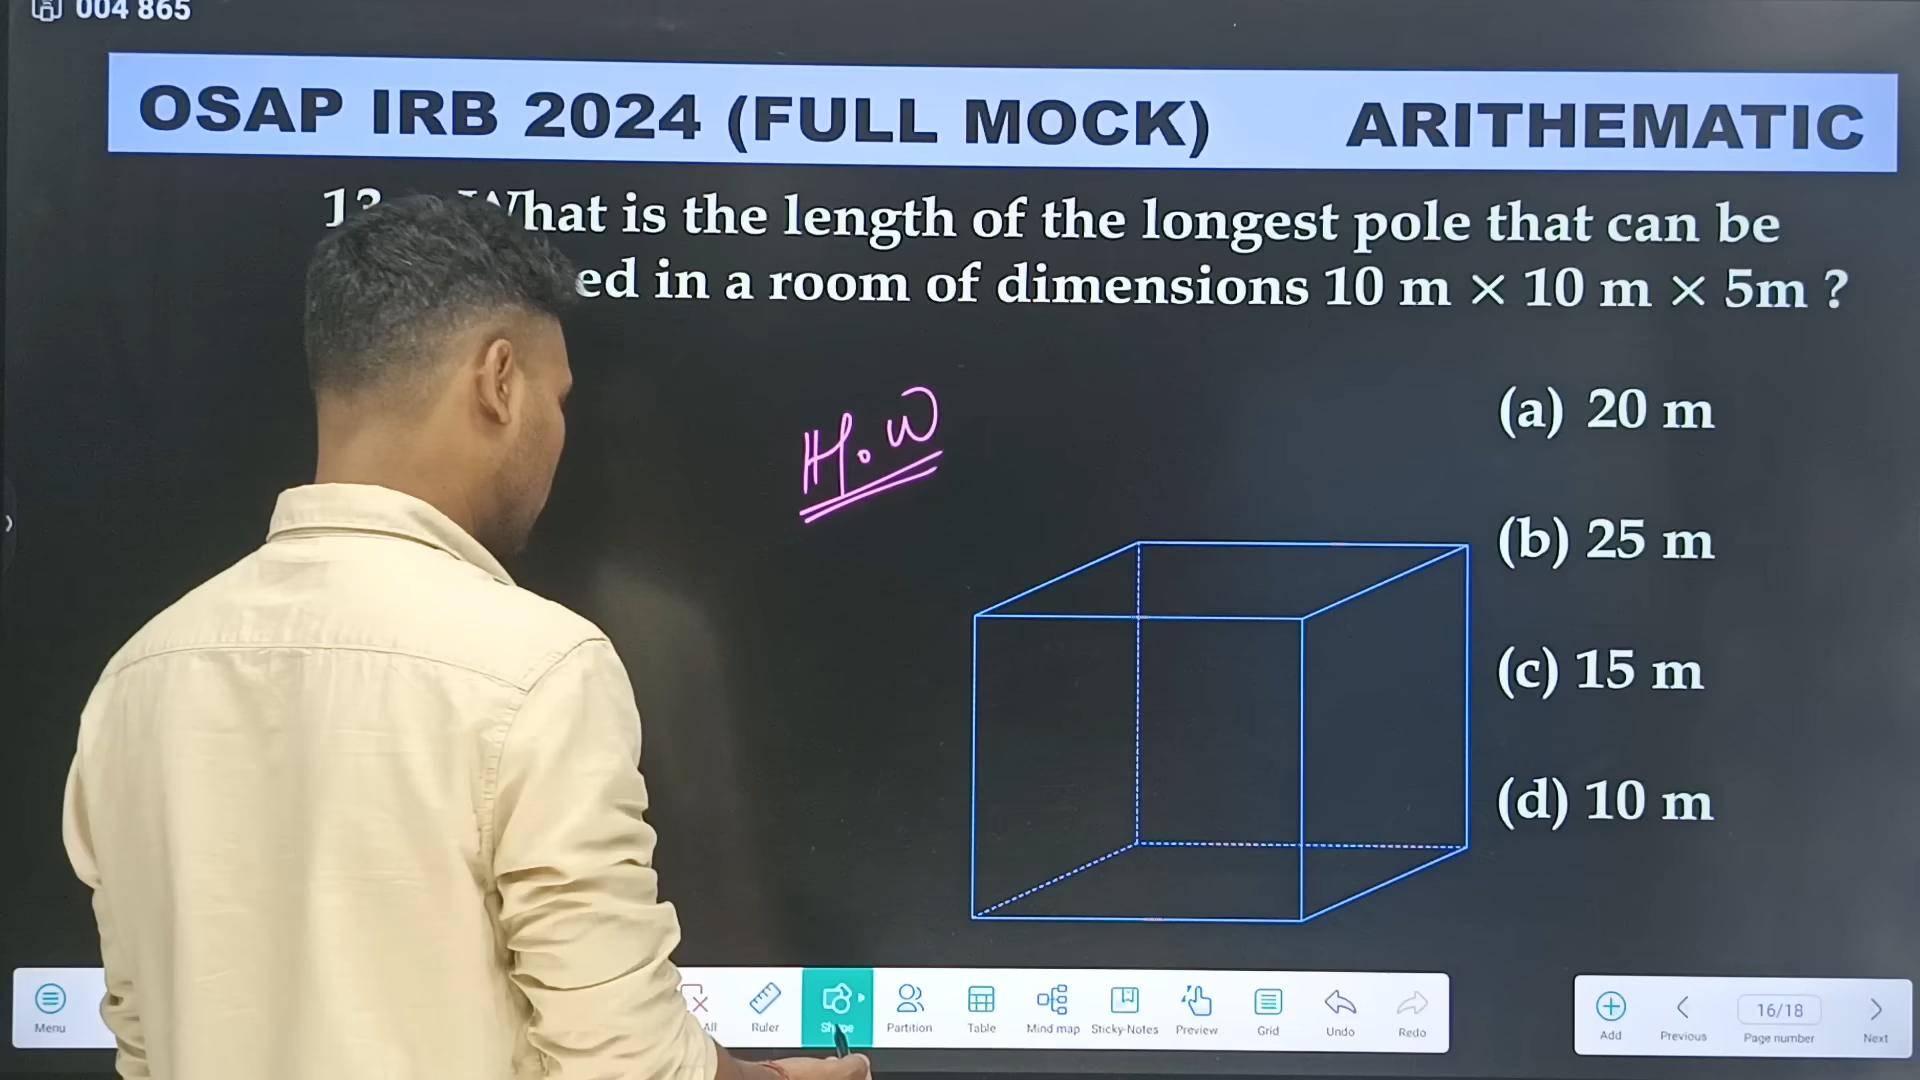 004 865
OSAP IRB 2024 (FULL MOCK) ARITHEMATIC
What is the length of the longest pole that can be
in a room of dimensions 10 m × 10 m × 5m ?
H.W
(a) 20 m
(b) 25 m
(c) 15 m
(d) 10 m
Menu
All Ruler Shape Partition Table Mind map Sticky-Notes Preview Grid Undo Redo
16/18
Add Previous Page number Next